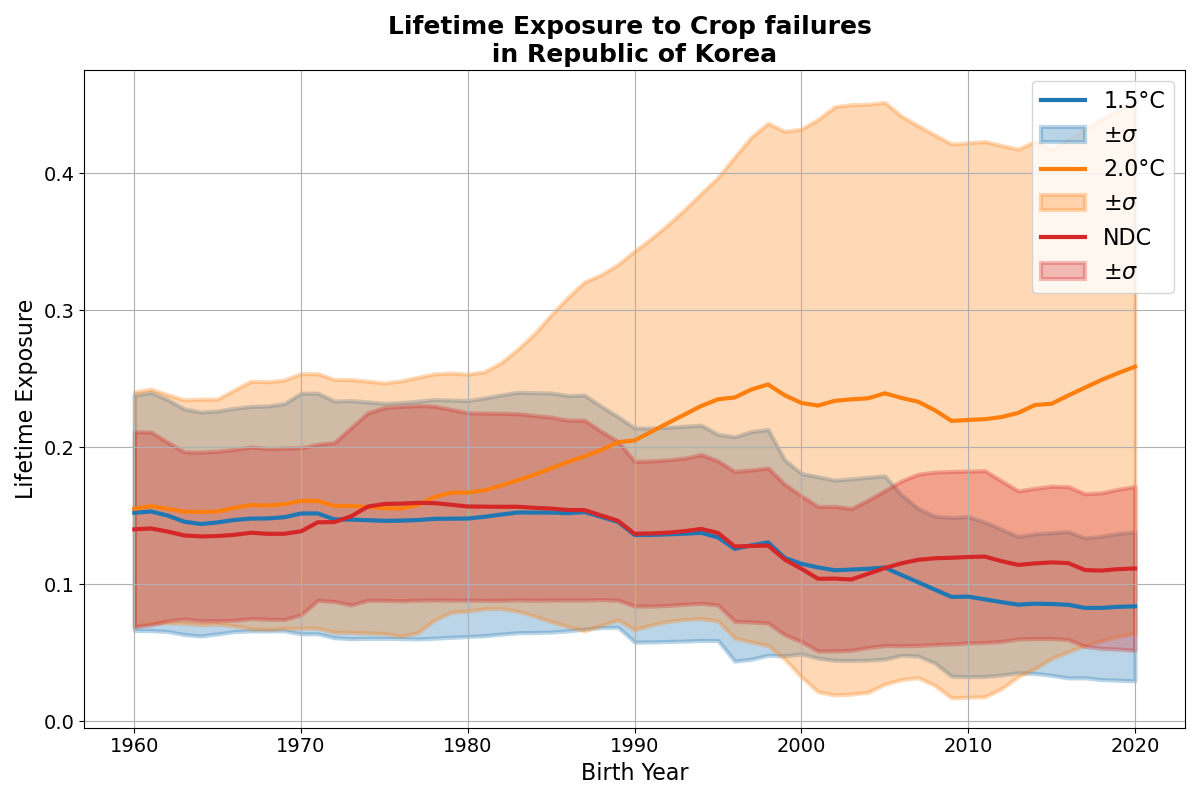 Lifetime Exposure to Crop failures
in Republic of Korea
1.5°C
±σ
2.0°C
±σ
NDC
±σ
Lifetime Exposure
0.4
0.3
0.2
0.1
0.0
1960 1970 1980 1990 2000 2010 2020
Birth Year